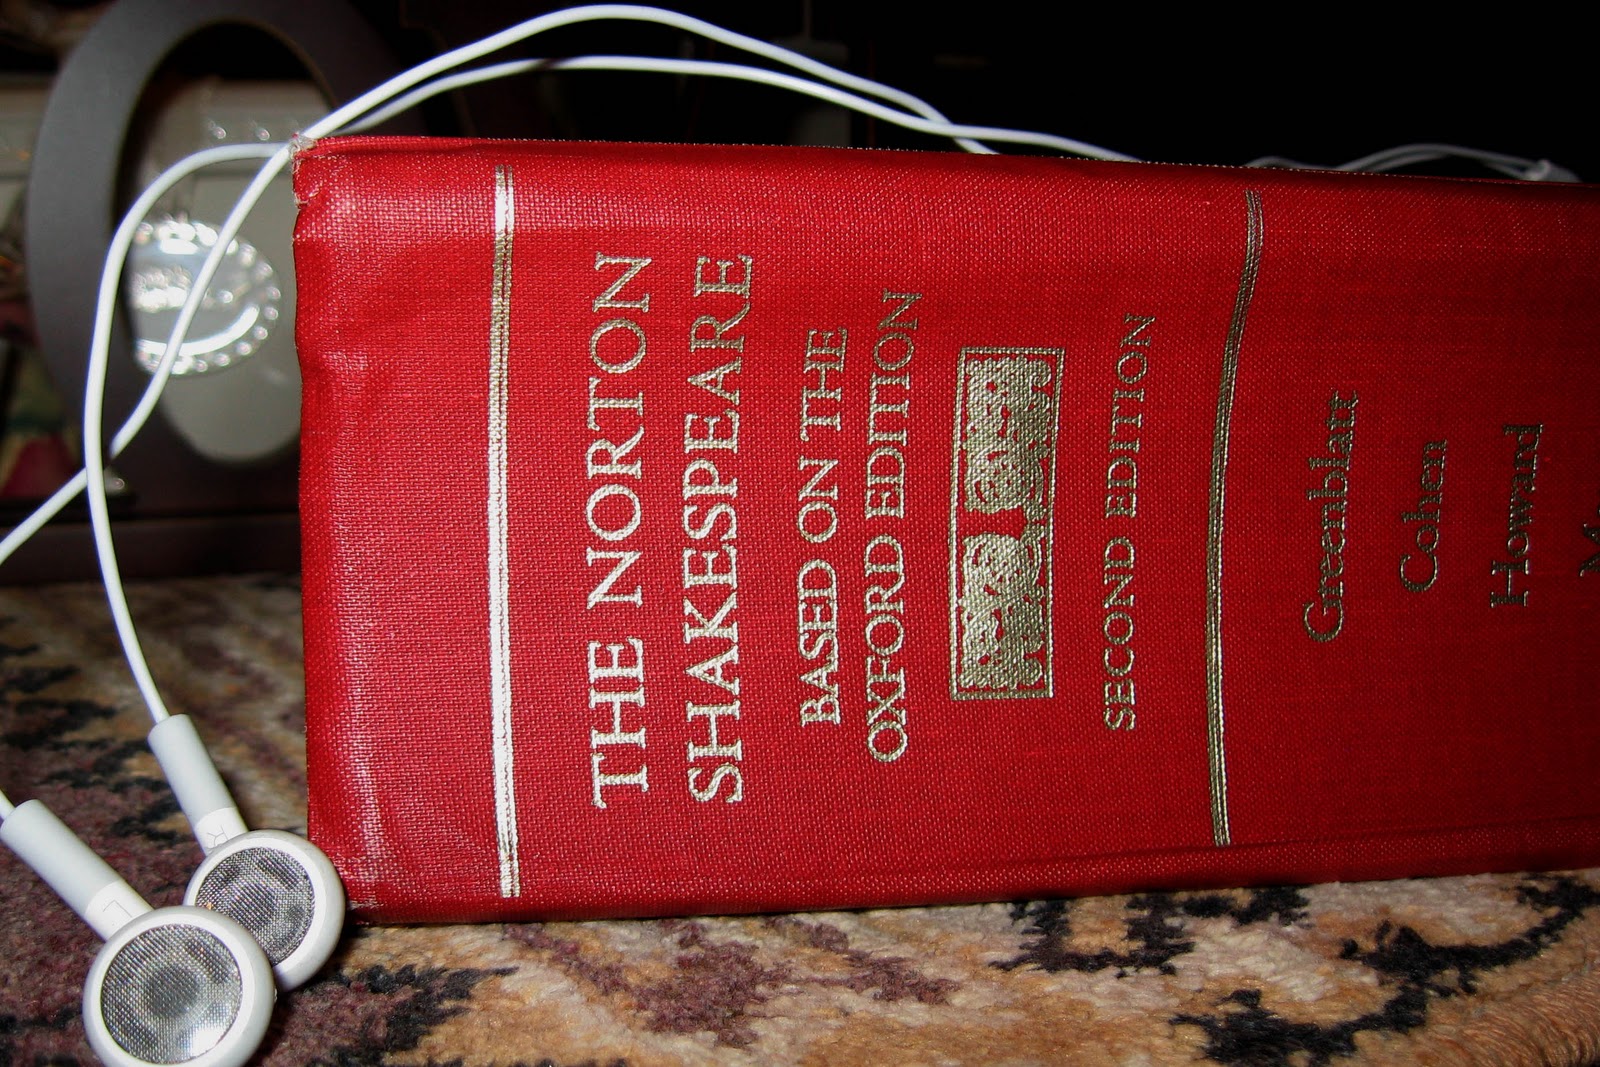 THE NORTON
SHAKESPEARE
BASED ON THE
OXFORD EDITION
SECOND EDITION
Greenblatt
Cohen
Howard
R
L